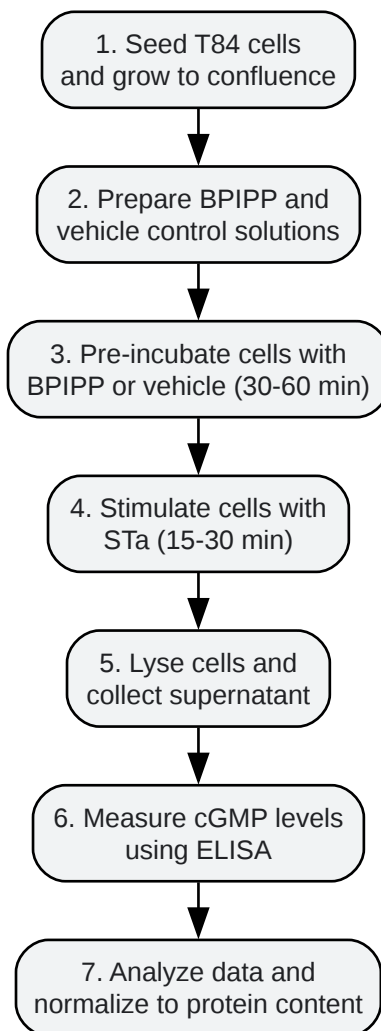 1. Seed T84 cells
and grow to confluence
2. Prepare BPIPP and
vehicle control solutions
3. Pre-incubate cells with
BPIPP or vehicle (30-60 min)
4. Stimulate cells with
STa (15-30 min)
5. Lyse cells and
collect supernatant
6. Measure cGMP levels
using ELISA
7. Analyze data and
normalize to protein content